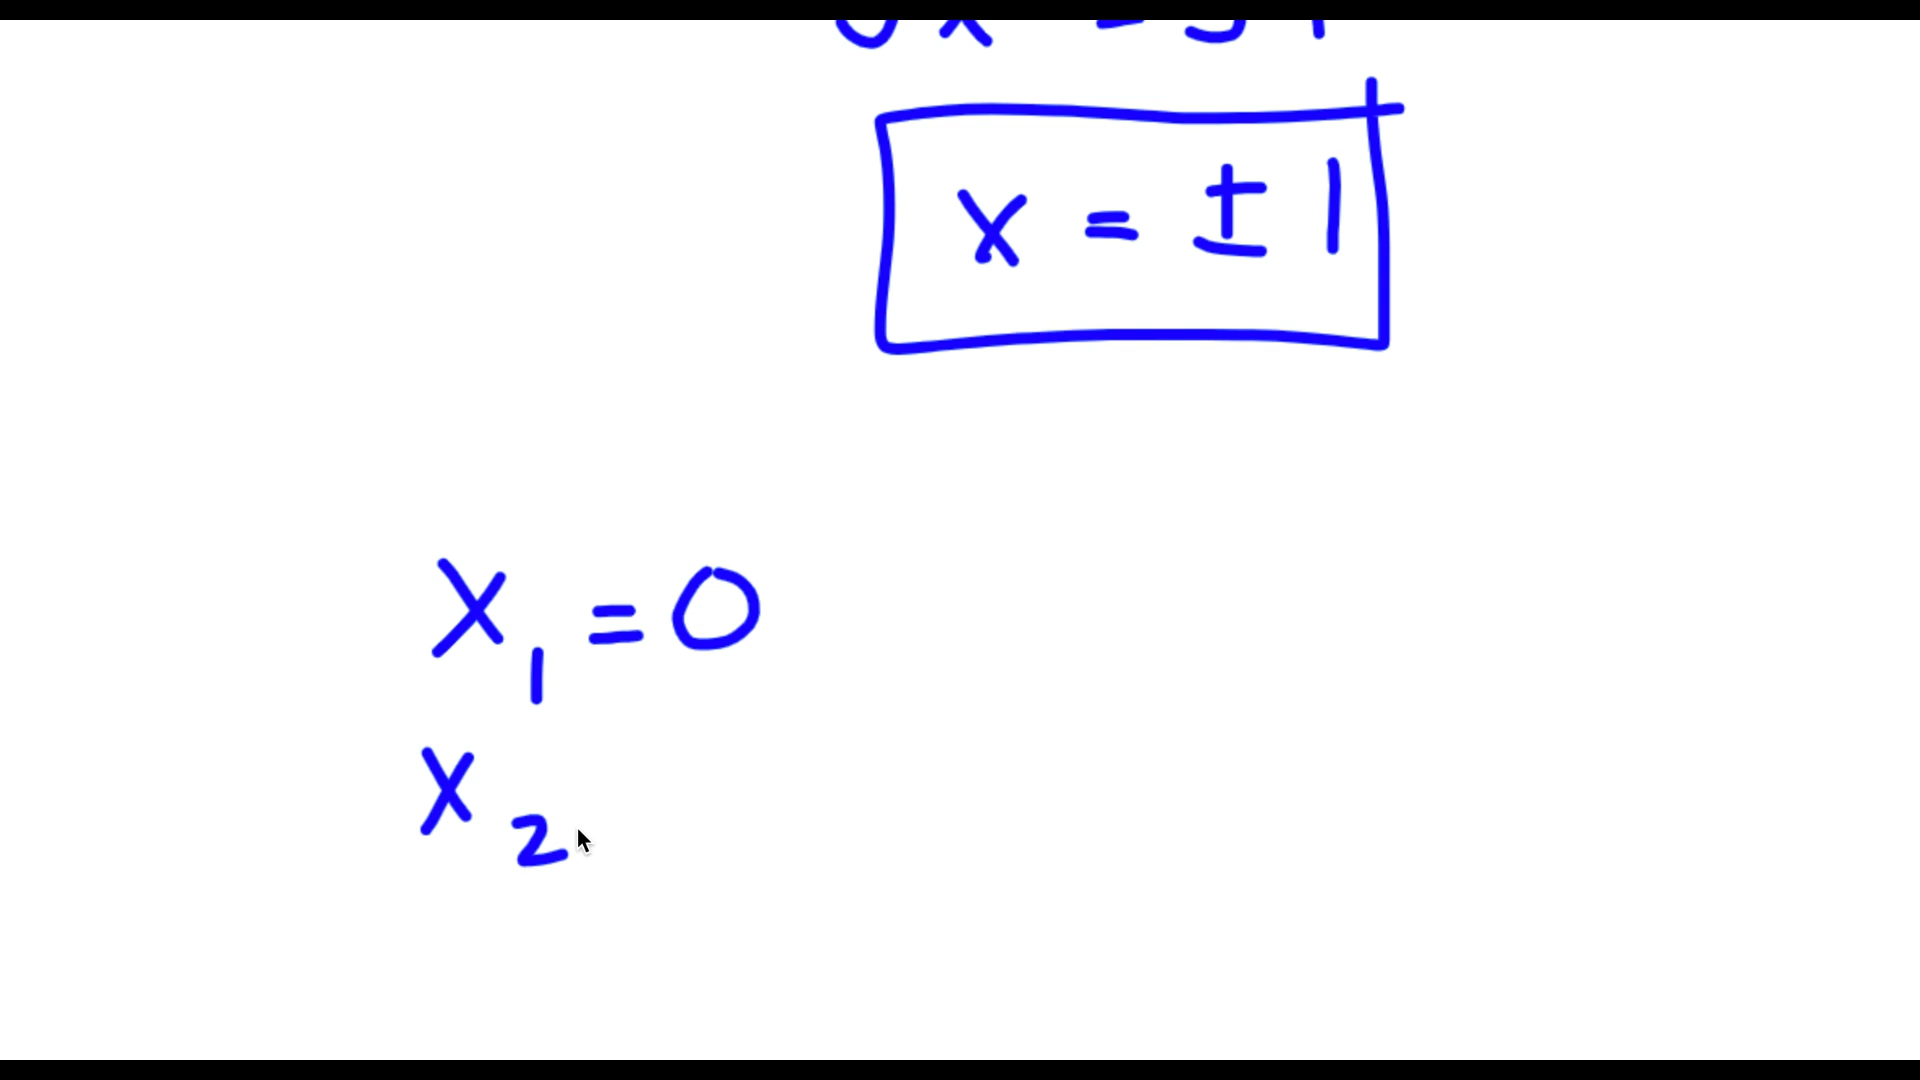 x = ± 1
x₁ = 0
x₂